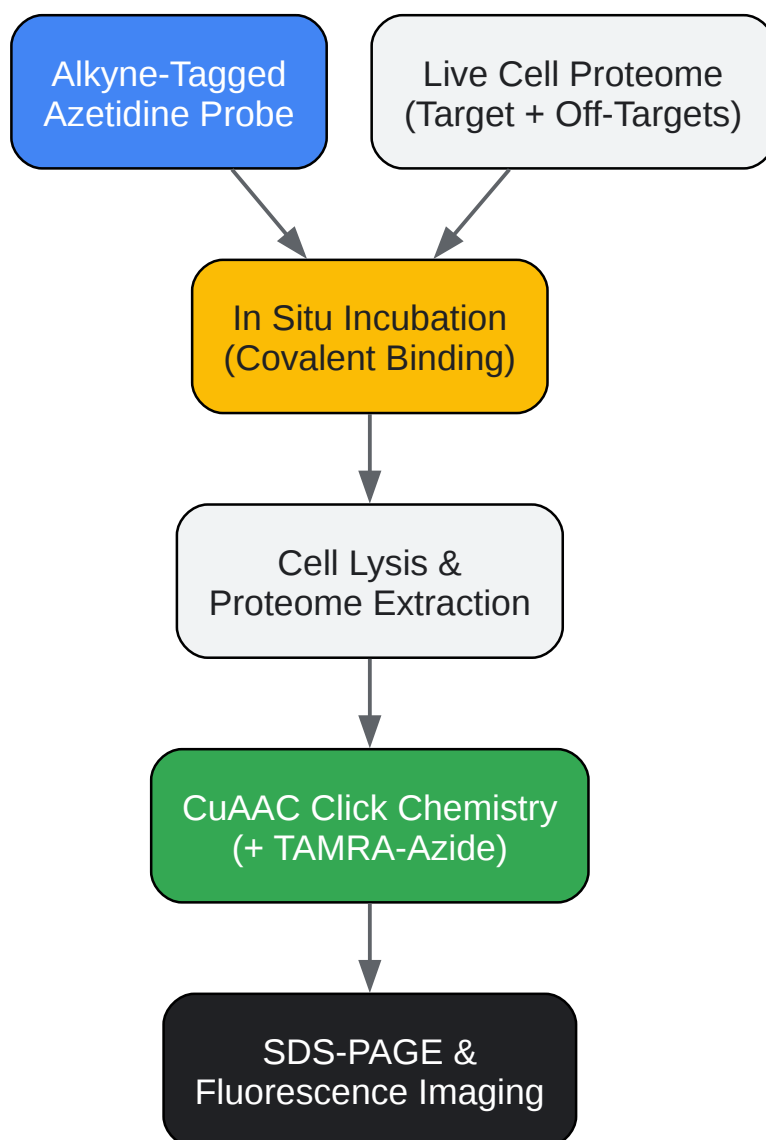 Alkyne-Tagged
Azetidine Probe
Live Cell Proteome
(Target + Off-Targets)
In Situ Incubation
(Covalent Binding)
Cell Lysis &
Proteome Extraction
CuAAC Click Chemistry
(+ TAMRA-Azide)
SDS-PAGE &
Fluorescence Imaging